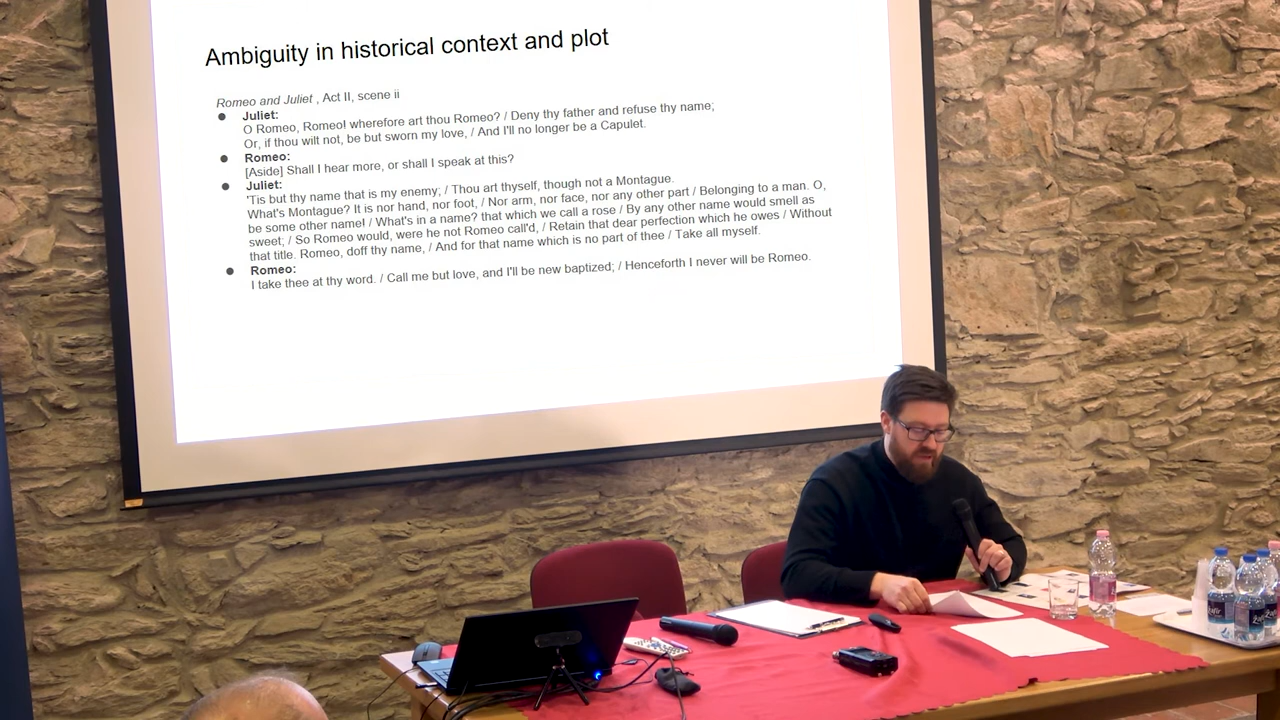 Ambiguity in historical context and plot
Romeo and Juliet , Act II, scene ii
● Juliet:
O Romeo, Romeo! wherefore art thou Romeo? / Deny thy father and refuse thy name;
Or, if thou wilt not, be but sworn my love, / And I'll no longer be a Capulet.
● Romeo:
[Aside] Shall I hear more, or shall I speak at this?
● Juliet:
'Tis but thy name that is my enemy; / Thou art thyself, though not a Montague.
What's Montague? It is nor hand, nor foot, / Nor arm, nor face, nor any other part / Belonging to a man. O,
be some other name! / What's in a name? that which we call a rose / By any other name would smell as
sweet; / So Romeo would, were he not Romeo call'd, / Retain that dear perfection which he owes / Without
that title. Romeo, doff thy name, / And for that name which is no part of thee / Take all myself.
● Romeo:
I take thee at thy word. / Call me but love, and I'll be new baptized; / Henceforth I never will be Romeo.